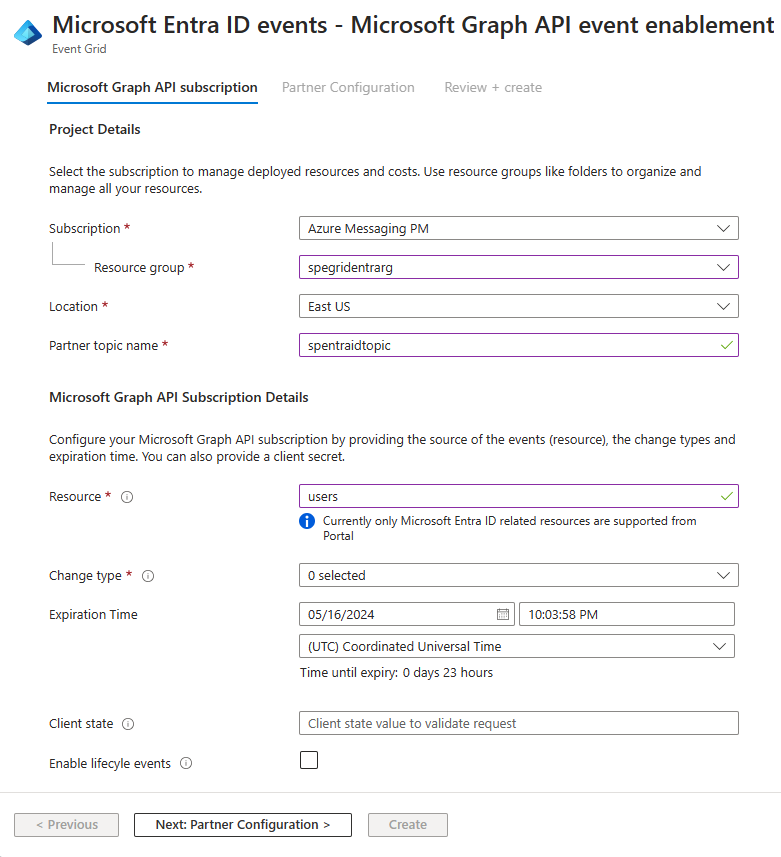 Microsoft Entra ID events - Microsoft Graph API event enablement
Event Grid
Microsoft Graph API subscription Partner Configuration Review + create
Project Details
Select the subscription to manage deployed resources and costs. Use resource groups like folders to organize and
manage all your resources.
Subscription * Azure Messaging PM
Resource group * spegridentrarg
Location * East US
Partner topic name * spentraidtopic
Microsoft Graph API Subscription Details
Configure your Microsoft Graph API subscription by providing the source of the events (resource), the change types and
expiration time. You can also provide a client secret.
Resource * users
Currently only Microsoft Entra ID related resources are supported from
Portal
Change type * 0 selected
Expiration Time 05/16/2024 10:03:58 PM
(UTC) Coordinated Universal Time
Time until expiry: 0 days 23 hours
Client state Client state value to validate request
Enable lifecyle events
< Previous Next: Partner Configuration > Create